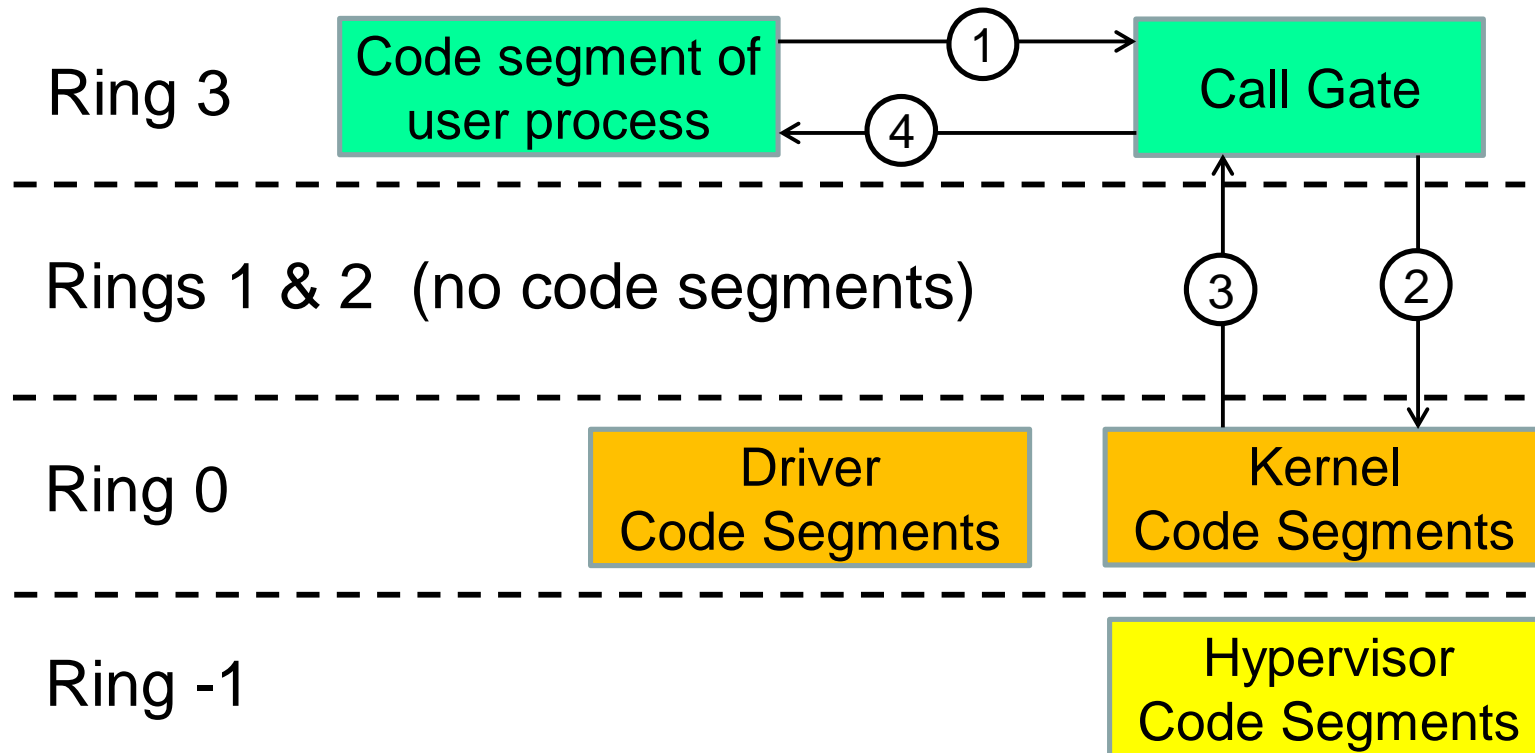 Ring 3
Code segment of
user process
1
4
Call Gate
Rings 1 & 2 (no code segments)
3
2
Ring 0
Driver
Code Segments
Kernel
Code Segments
Ring -1
Hypervisor
Code Segments